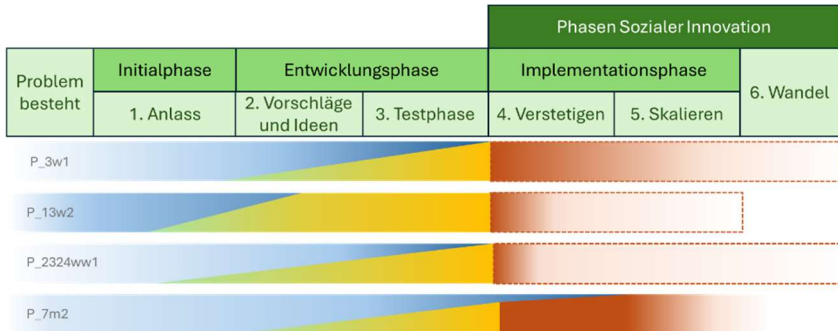 Phasen Sozialer Innovation
Problem
besteht
Initialphase
Entwicklungsphase
Implementationsphase
6. Wandel
1. Anlass
2. Vorschläge
und Ideen
3. Testphase
4. Verstetigen
5. Skalieren
P_3w1
P_13w2
P_2324ww1
P_7m2